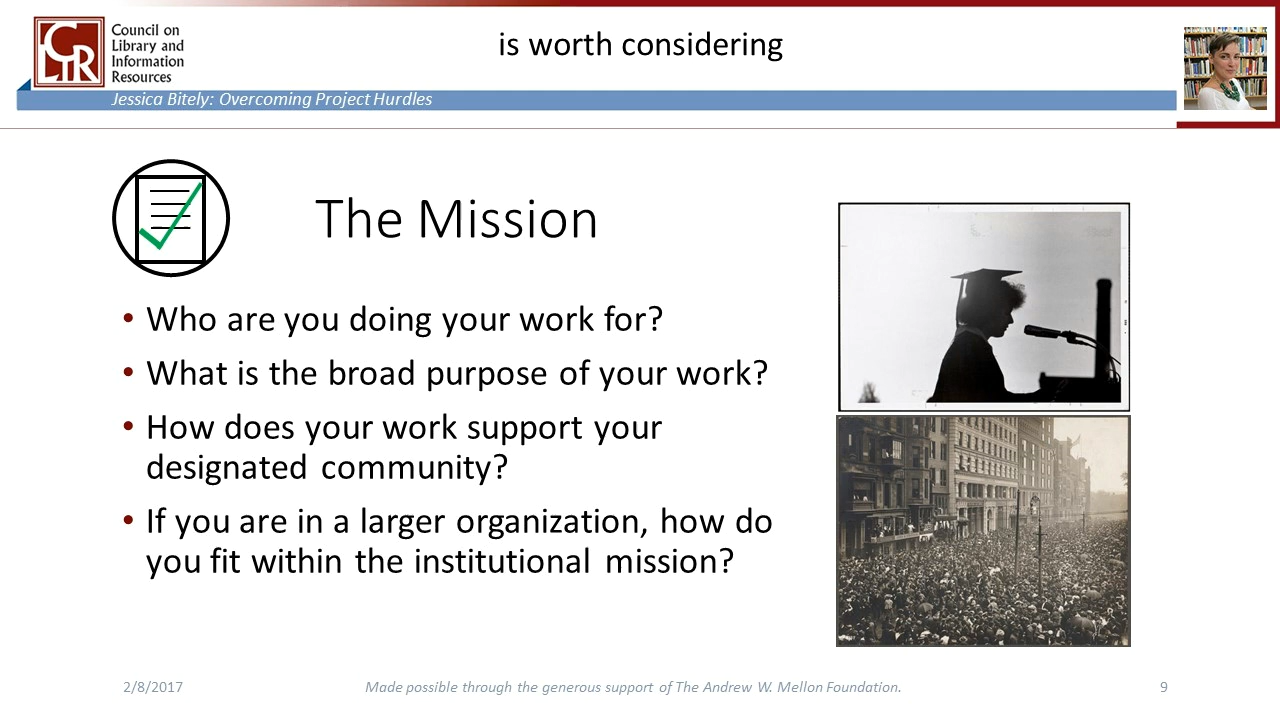 CLIR
Council on
Library and
Information
Resources
is worth considering
Jessica Bitely: Overcoming Project Hurdles
The Mission
• Who are you doing your work for?
• What is the broad purpose of your work?
• How does your work support your
designated community?
• If you are in a larger organization, how do
you fit within the institutional mission?
2/8/2017
Made possible through the generous support of The Andrew W. Mellon Foundation.
9